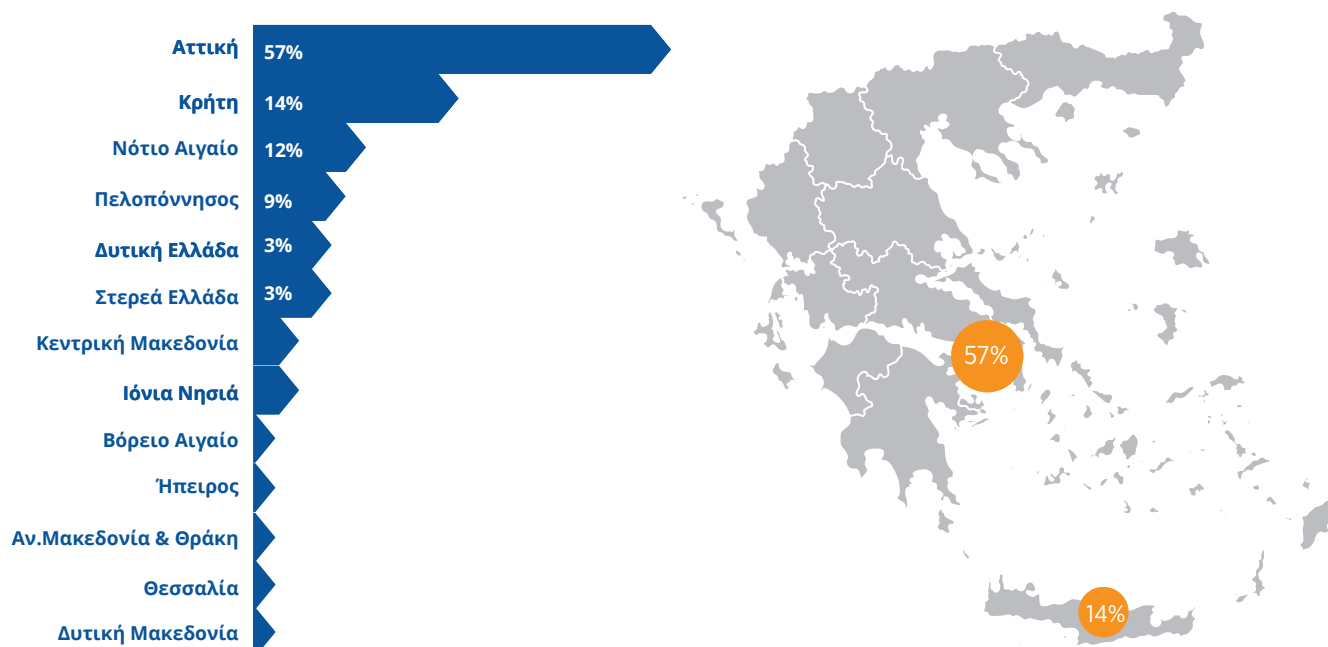 Αττική 57%
Κρήτη 14%
Νότιο Αιγαίο 12%
Πελοπόννησος 9%
Δυτική Ελλάδα 3%
Στερεά Ελλάδα 3%
Κεντρική Μακεδονία
Ιόνια Νησιά
Βόρειο Αιγαίο
Ήπειρος
Αν.Μακεδονία & Θράκη
Θεσσαλία
Δυτική Μακεδονία
57%
14%